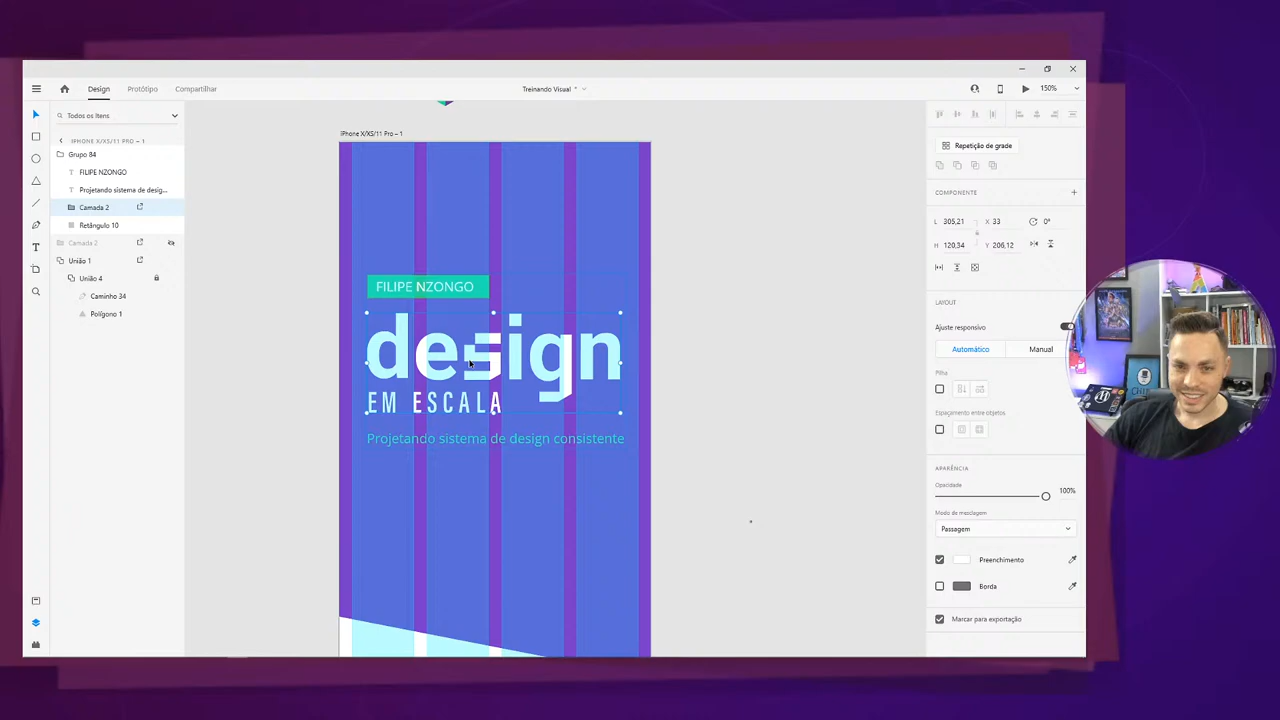 Design
Protótipo
Compartilhar
Treinando Visual *
150%
Todos os Itens
IPHONE X/XS/11 PRO – 1
Grupo 84
FILIPE NZONGO
Projetando sistema de desig...
Camada 2
Retângulo 10
Camada 2
União 1
União 4
Caminho 34
Polígono 1
iPhone X/XS/11 Pro – 1
FILIPE NZONGO
design
EM ESCALA
Projetando sistema de design consistente
Repetição de grade
COMPONENTE
L 305,21 X 33 0°
H 120,34 Y 206,12
LAYOUT
Ajuste responsivo
Automático Manual
Pilha
Espaçamento entre objetos
APARÊNCIA
Opacidade
100%
Modo de mesclagem
Passagem
Preenchimento
Borda
Marcar para exportação